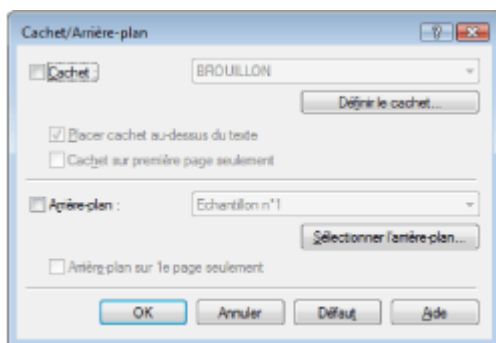 Cachet/Arrière-plan
Cachet :
BROUILLON
Définir le cachet...
Placer cachet au-dessus du texte
Cachet sur première page seulement
Arrière-plan :
Echantillon n°1
Sélectionner l'arrière-plan...
Arrière-plan sur 1e page seulement
OK Annuler Défaut Aide